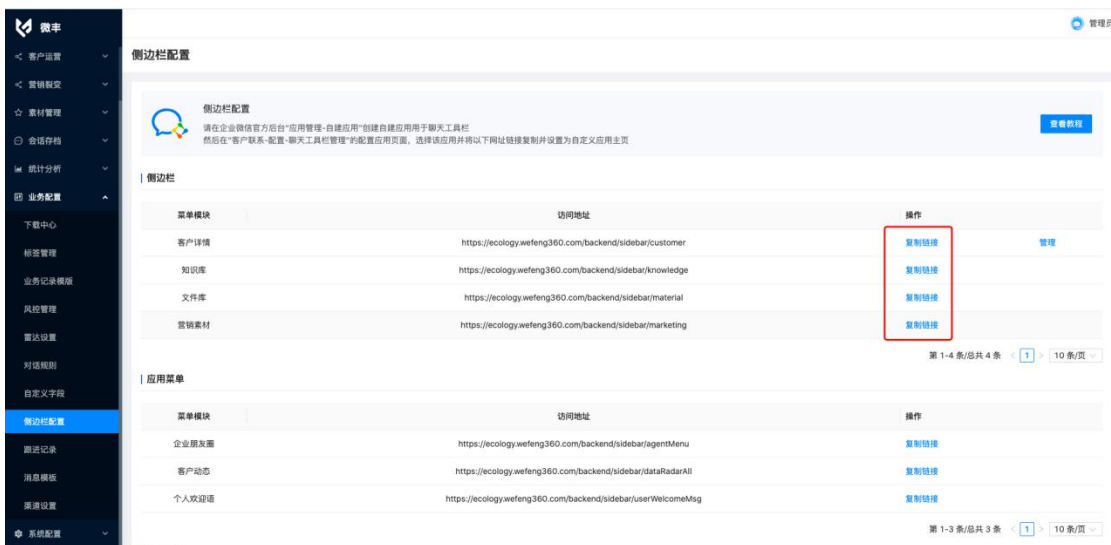 微丰
管理员
客户运营
营销裂变
素材管理
会话存档
统计分析
业务配置
下载中心
标签管理
业务记录模版
风控管理
雷达设置
对话规则
自定义字段
侧边栏配置
跟进记录
消息模板
渠道设置
系统配置
侧边栏配置
侧边栏配置
请在企业微信官方后台“应用管理-自建应用”创建自建应用用于聊天工具栏
然后在“客户联系-配置-聊天工具栏管理”的配置应用页面，选择该应用并将以下网址链接复制并设置为自定义应用主页
查看教程
侧边栏
菜单模块 访问地址 操作
客户详情 https://ecology.wefeng360.com/backend/sidebar/customer 复制链接 管理
知识库 https://ecology.wefeng360.com/backend/sidebar/knowledge 复制链接
文件库 https://ecology.wefeng360.com/backend/sidebar/material 复制链接
营销素材 https://ecology.wefeng360.com/backend/sidebar/marketing 复制链接
第 1-4 条/总共 4 条 < 1 > 10 条/页
应用菜单
菜单模块 访问地址 操作
企业朋友圈 https://ecology.wefeng360.com/backend/sidebar/agentMenu 复制链接
客户动态 https://ecology.wefeng360.com/backend/sidebar/dataRadarAll 复制链接
个人欢迎语 https://ecology.wefeng360.com/backend/sidebar/userWelcomeMsg 复制链接
第 1-3 条/总共 3 条 < 1 > 10 条/页